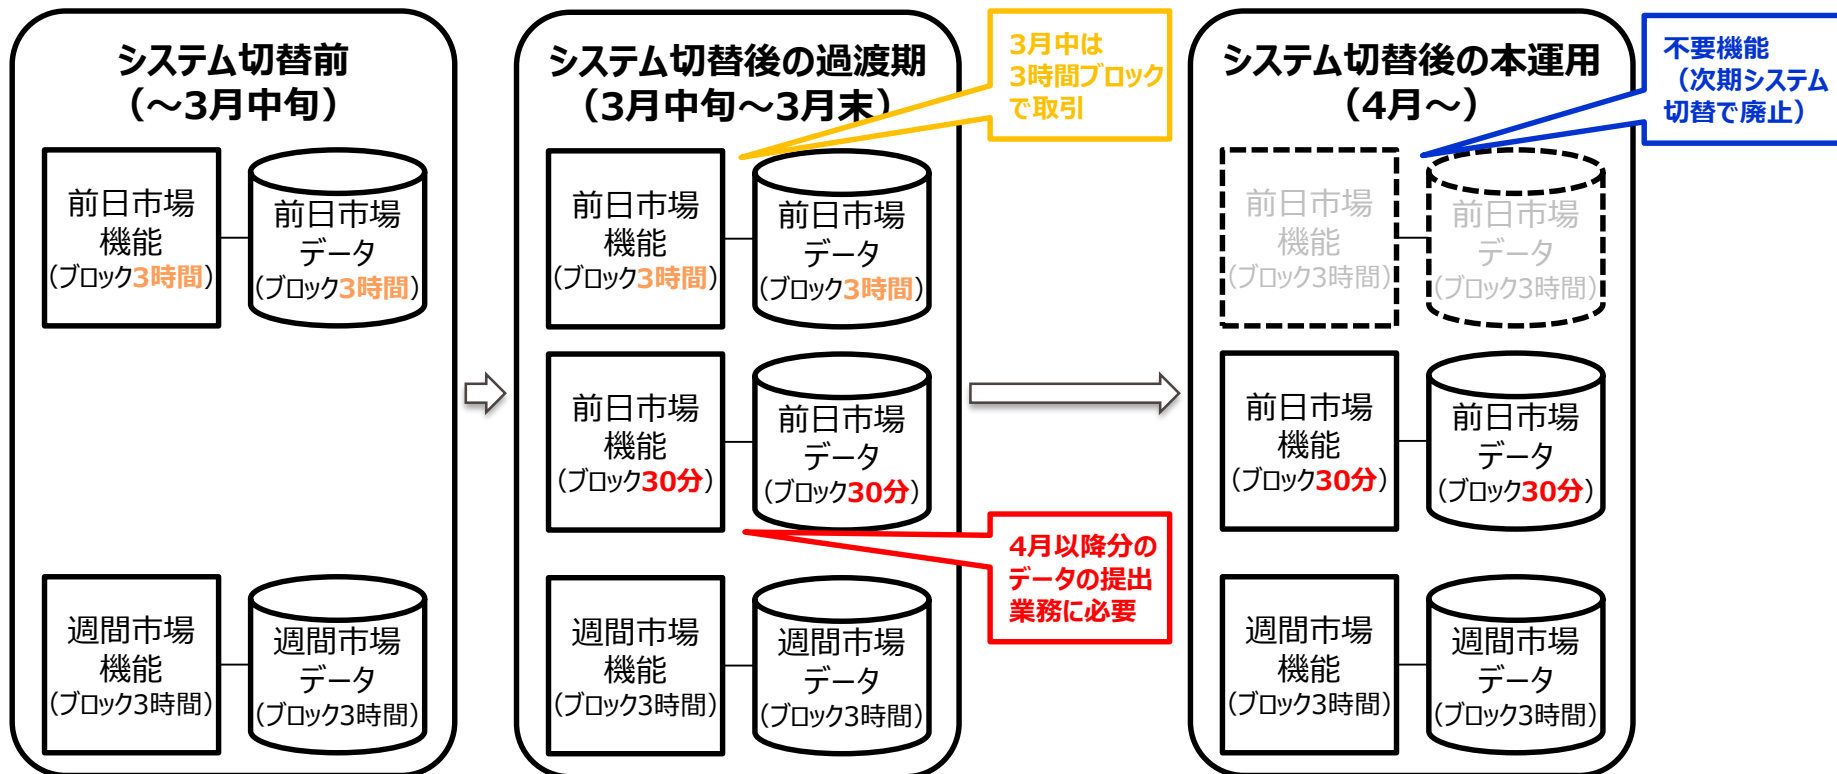 システム切替前
（～3月中旬）
前日市場
機能
（ブロック3時間）
前日市場
データ
（ブロック3時間）
週間市場
機能
（ブロック3時間）
週間市場
データ
（ブロック3時間）
システム切替後の過渡期
（3月中旬～3月末）
3月中は
3時間ブロック
で取引
前日市場
機能
（ブロック3時間）
前日市場
データ
（ブロック3時間）
前日市場
機能
（ブロック30分）
前日市場
データ
（ブロック30分）
4月以降分の
データの提出
業務に必要
週間市場
機能
（ブロック3時間）
週間市場
データ
（ブロック3時間）
システム切替後の本運用
（4月～）
不要機能
（次期システム
切替で廃止）
前日市場
機能
（ブロック3時間）
前日市場
データ
（ブロック3時間）
前日市場
機能
（ブロック30分）
前日市場
データ
（ブロック30分）
週間市場
機能
（ブロック3時間）
週間市場
データ
（ブロック3時間）